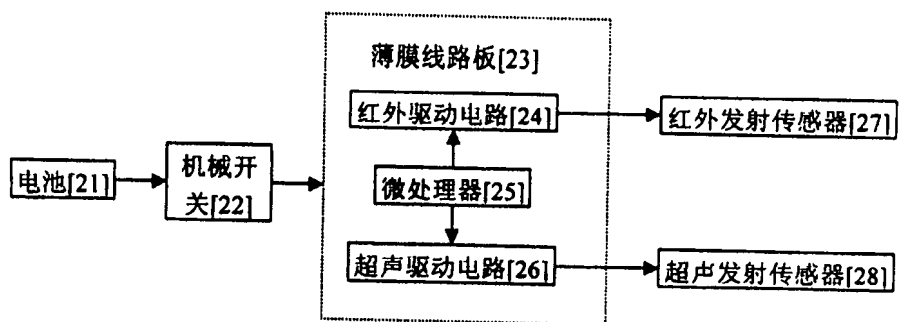 薄膜线路板[23]
红外驱动电路[24]
红外发射传感器[27]
电池[21]
机械开
关[22]
微处理器[25]
超声驱动电路[26]
超声发射传感器[28]